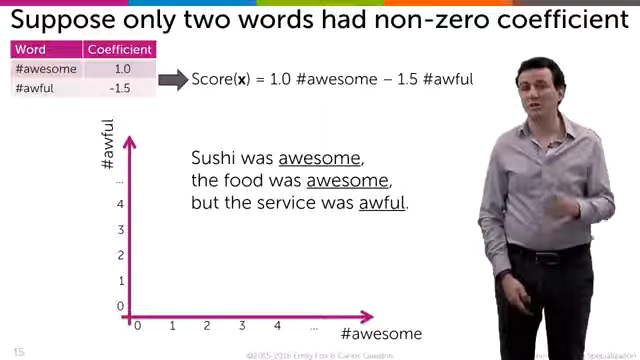 Suppose only two words had non-zero coefficient
Word Coefficient
#awesome 1.0
#awful -1.5
Score(x) = 1.0 #awesome – 1.5 #awful
Sushi was awesome,
the food was awesome,
but the service was awful.
#awful
...
4
3
2
1
0
0 1 2 3 4 ...
#awesome
15
©2015-2016 Emily Fox & Carlos Guestrin
Specialization